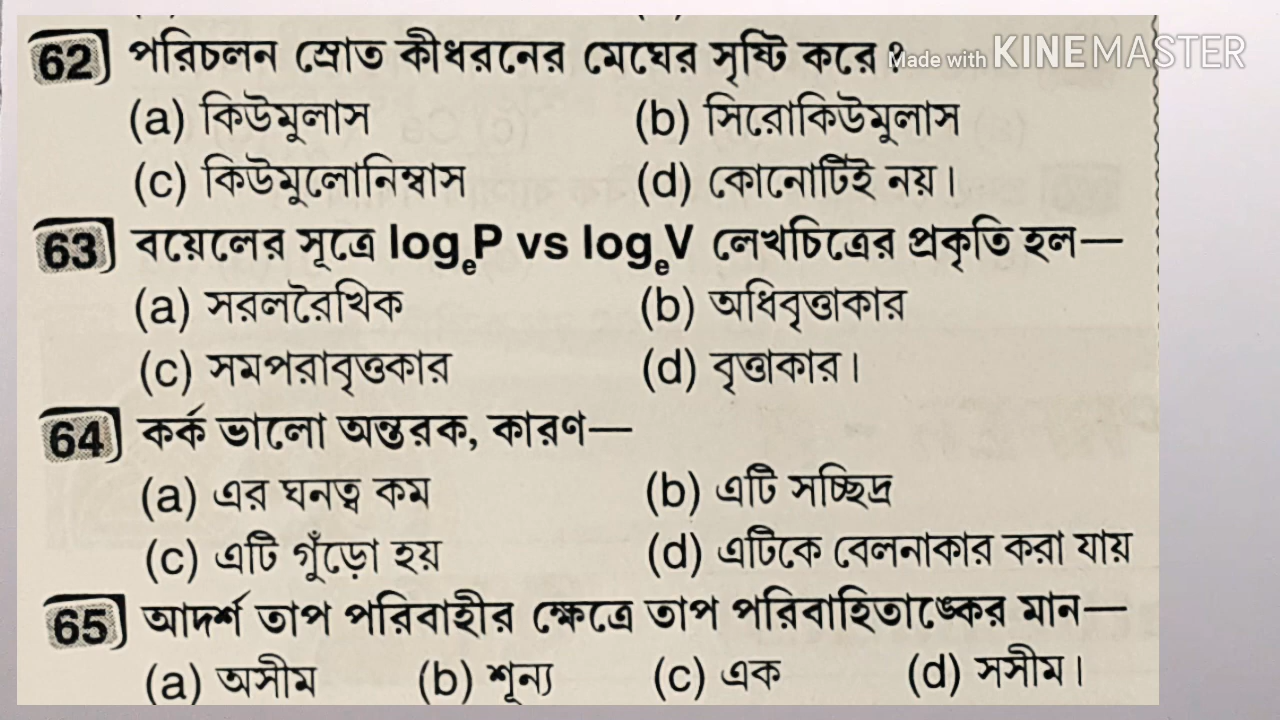 62 পরিচলন স্রোত কীধরনের মেঘের সৃষ্টি করে ? Made with KINEMASTER
(a) কিউমুলাস (b) সিরোকিউমুলাস
(c) কিউমুলোনিম্বাস (d) কোনোটিই নয়।
63 বয়েলের সূত্রে logₑP vs logₑV লেখচিত্রের প্রকৃতি হল—
(a) সরলরৈখিক (b) অধিবৃত্তাকার
(c) সমপরাবৃত্তকার (d) বৃত্তাকার।
64 কর্ক ভালো অন্তরক, কারণ—
(a) এর ঘনত্ব কম (b) এটি সচ্ছিদ্র
(c) এটি গুঁড়ো হয় (d) এটিকে বেলনাকার করা যায়
65 আদর্শ তাপ পরিবাহীর ক্ষেত্রে তাপ পরিবাহিতাঙ্কের মান—
(a) অসীম (b) শূন্য (c) এক (d) সসীম।